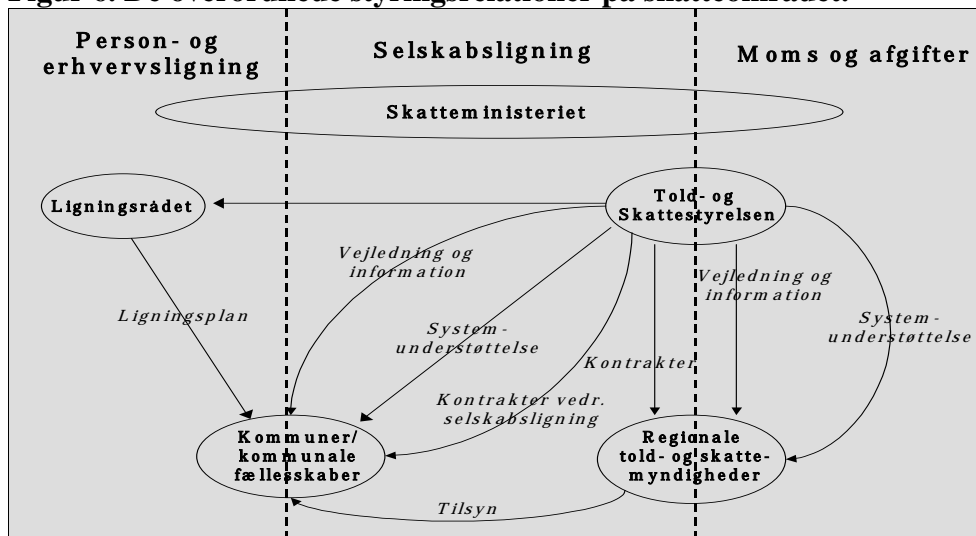 Figur 6. De overordnede styringsrelationer på skatteområdet.
Person- og
erhvervsligning
Selskabsligning
Moms og afgifter
Skatteministeriet
Ligningsrådet
Told- og
Skattestyrelsen
Vejledning og
information
Vejledning og
information
Ligningsplan
System-
understøttelse
System-
understøttelse
Kontrakter
Kontrakter vedr.
selskabsligning
Kommuner/
kommunale
fællesskaber
Regionale
told- og skatte-
myndigheder
Tilsyn